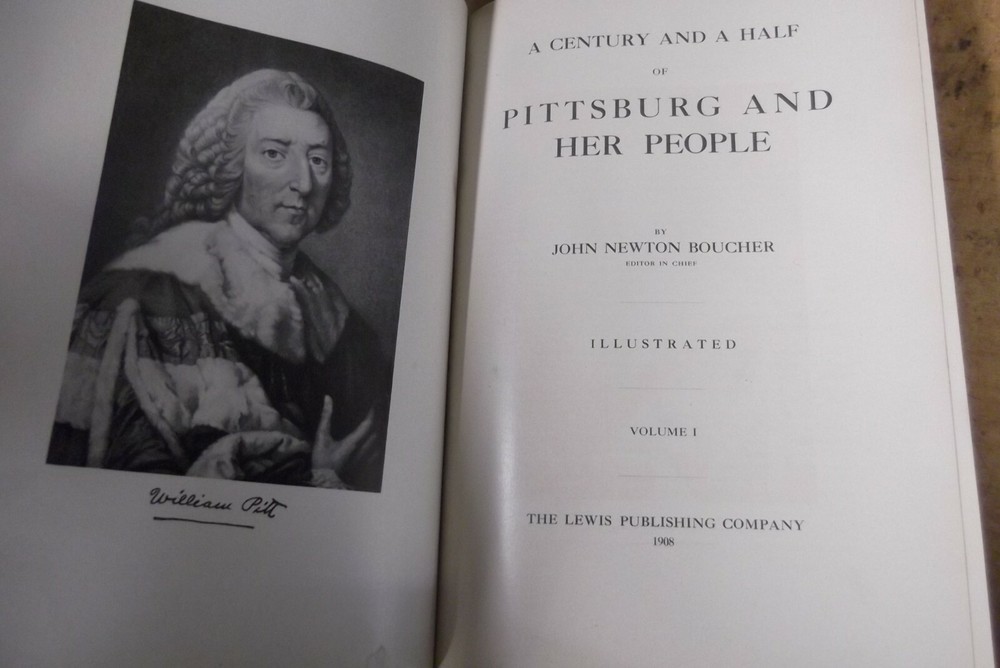 William Pitt
A CENTURY AND A HALF
OF
PITTSBURG AND
HER PEOPLE
BY
JOHN NEWTON BOUCHER
EDITOR IN CHIEF
ILLUSTRATED
VOLUME I
THE LEWIS PUBLISHING COMPANY
1908